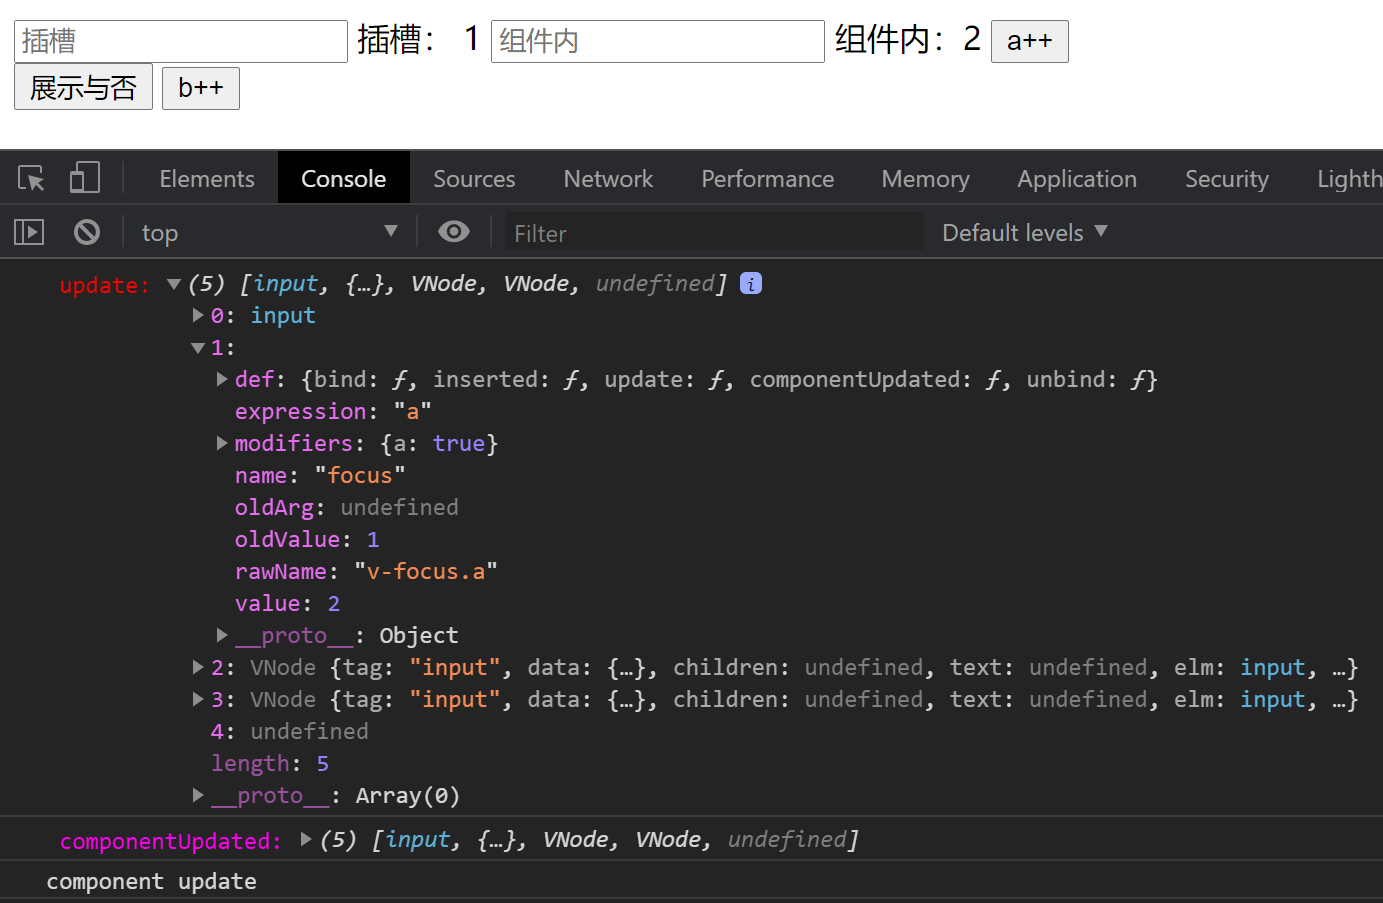 插槽 插槽： 1 组件内 组件内：2 a++
展示与否 b++
Elements Console Sources Network Performance Memory Application Security Lighth
top ▼ Filter Default levels ▼
update: ▼(5) [input, {…}, VNode, VNode, undefined] i
▶0: input
▼1:
▶def: {bind: ƒ, inserted: ƒ, update: ƒ, componentUpdated: ƒ, unbind: ƒ}
expression: "a"
▶modifiers: {a: true}
name: "focus"
oldArg: undefined
oldValue: 1
rawName: "v-focus.a"
value: 2
▶__proto__: Object
▶2: VNode {tag: "input", data: {…}, children: undefined, text: undefined, elm: input, …}
▶3: VNode {tag: "input", data: {…}, children: undefined, text: undefined, elm: input, …}
4: undefined
length: 5
▶__proto__: Array(0)
componentUpdated: ▶(5) [input, {…}, VNode, VNode, undefined]
component update